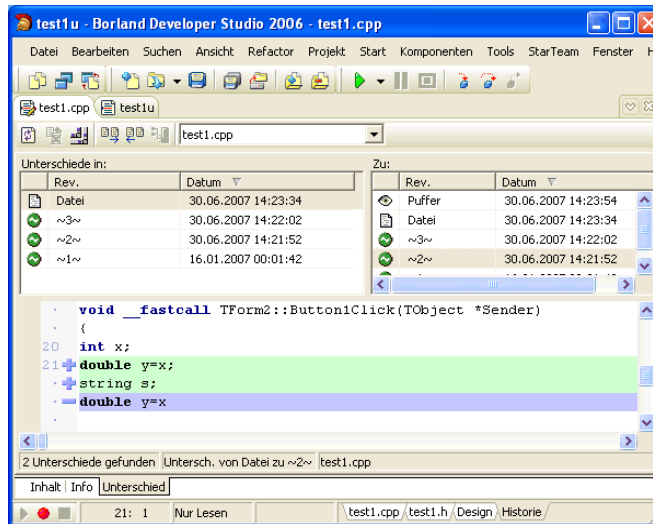 test1u - Borland Developer Studio 2006 - test1.cpp
Datei Bearbeiten Suchen Ansicht Refactor Projekt Start Komponenten Tools StarTeam Fenster H
test1.cpp test1u
test1.cpp
Unterschiede in: Zu:
Rev. Datum Rev. Datum
Datei 30.06.2007 14:23:34 Puffer 30.06.2007 14:23:54
~3~ 30.06.2007 14:22:02 Datei 30.06.2007 14:23:34
~2~ 30.06.2007 14:21:52 ~3~ 30.06.2007 14:22:02
~1~ 16.01.2007 00:01:42 ~2~ 30.06.2007 14:21:52
void __fastcall TForm2::Button1Click(TObject *Sender)
{
20 int x;
21 + double y=x;
+ string s;
- double y=x
2 Unterschiede gefunden Untersch. von Datei zu ~2~ test1.cpp
Inhalt Info Unterschied
21: 1 Nur Lesen test1.cpp test1.h Design Historie